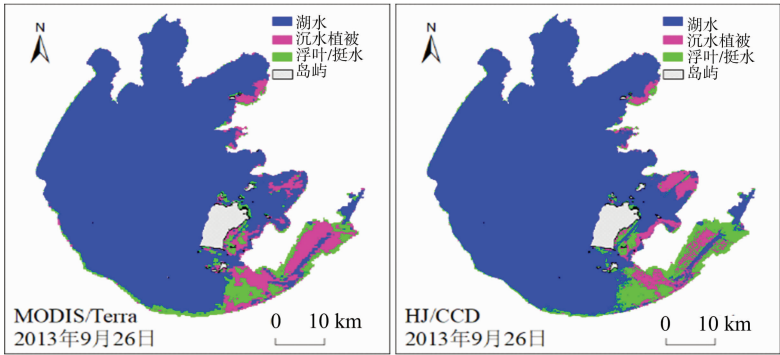 N
湖水
沉水植被
浮叶/挺水
岛屿
MODIS/Terra
2013年9月26日
0 10 km
N
湖水
沉水植被
浮叶/挺水
岛屿
HJ/CCD
2013年9月26日
0 10 km